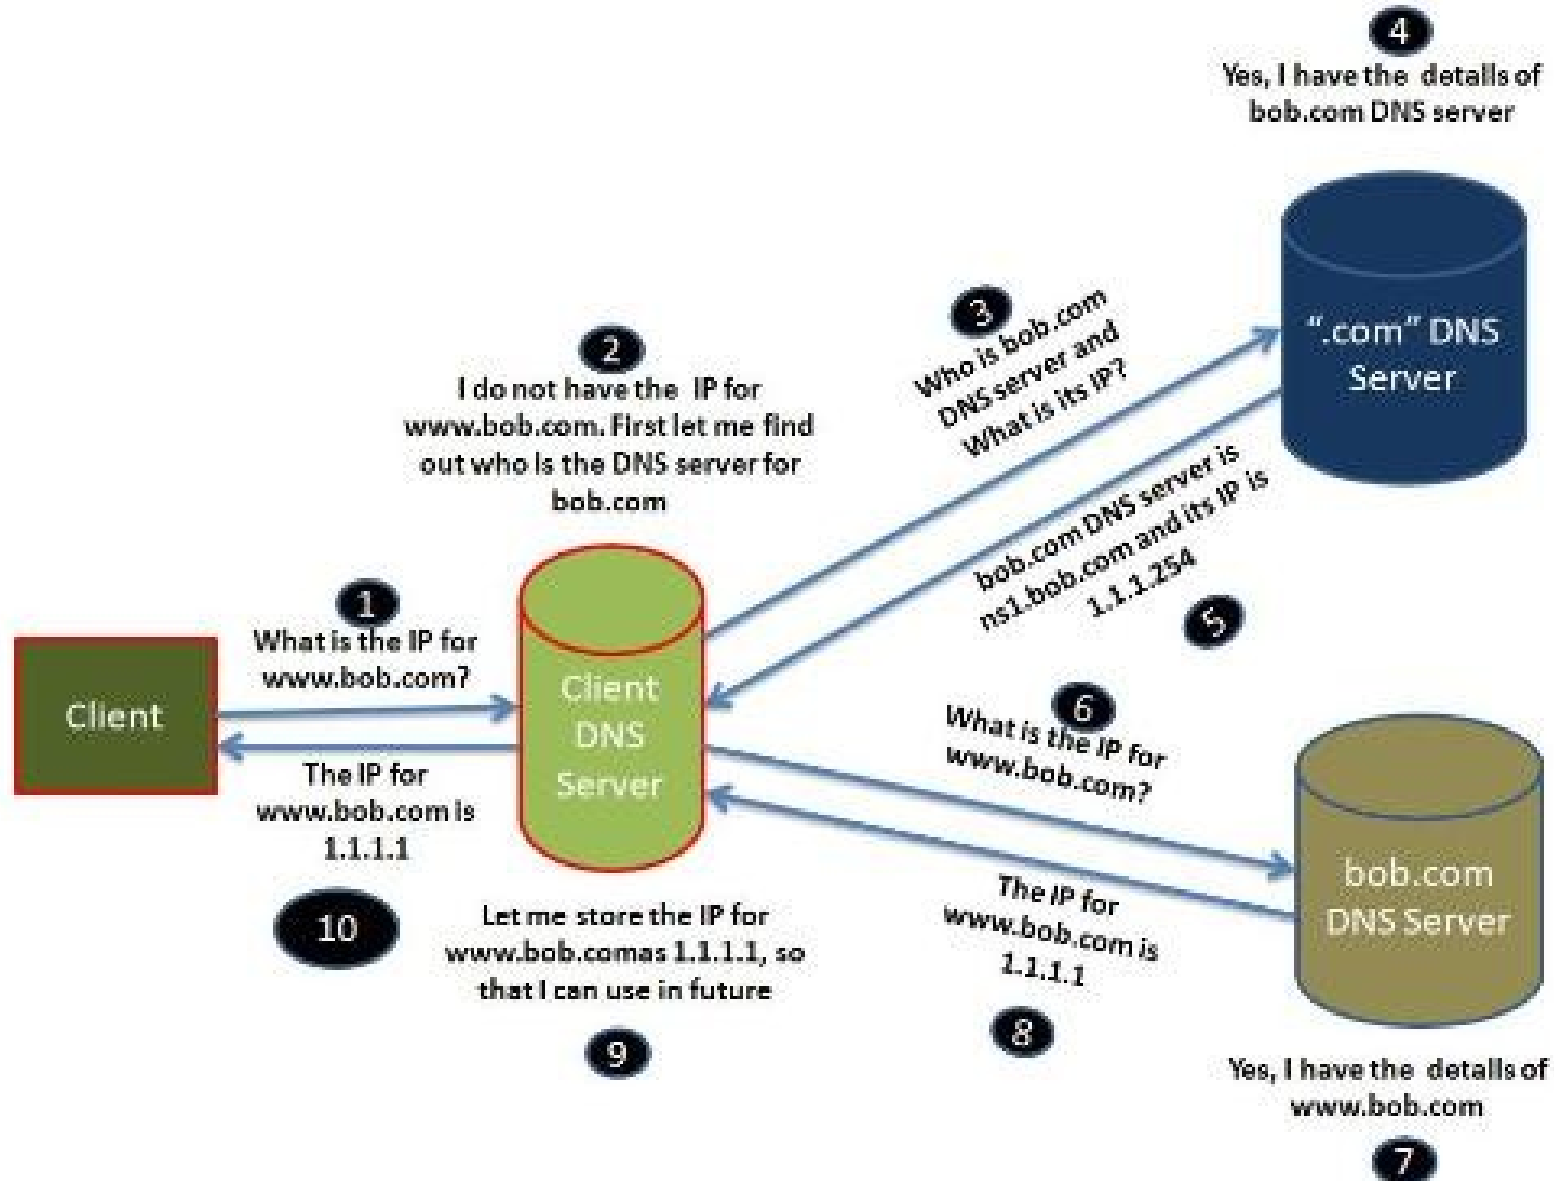 4
Yes, I have the details of
bob.com DNS server
".com" DNS
Server
3
Who is bob.com
DNS server and
What is its IP?
2
I do not have the IP for
www.bob.com. First let me find
out who is the DNS server for
bob.com
bob.com DNS server is
ns1.bob.com and its IP is
1.1.1.254
5
1
What is the IP for
www.bob.com?
Client
Client
DNS
Server
The IP for
www.bob.com is
1.1.1.1
10
6
What is the IP for
www.bob.com?
bob.com
DNS Server
The IP for
www.bob.com is
1.1.1.1
8
Let me store the IP for
www.bob.comas 1.1.1.1, so
that I can use in future
9
Yes, I have the details of
www.bob.com
7